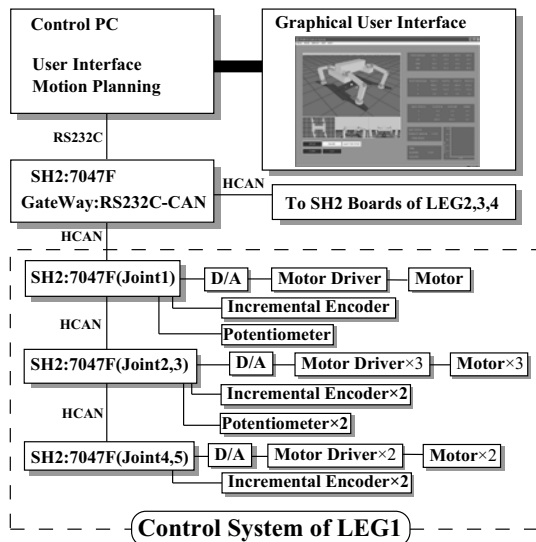 Control PC
User Interface
Motion Planning
Graphical User Interface
RS232C
SH2:7047F
GateWay:RS232C-CAN
HCAN
To SH2 Boards of LEG2,3,4
HCAN
SH2:7047F(Joint1)
D/A
Motor Driver
Motor
Incremental Encoder
Potentiometer
HCAN
SH2:7047F(Joint2,3)
D/A
Motor Driver×3
Motor×3
Incremental Encoder×2
Potentiometer×2
HCAN
SH2:7047F(Joint4,5)
D/A
Motor Driver×2
Motor×2
Incremental Encoder×2
Control System of LEG1